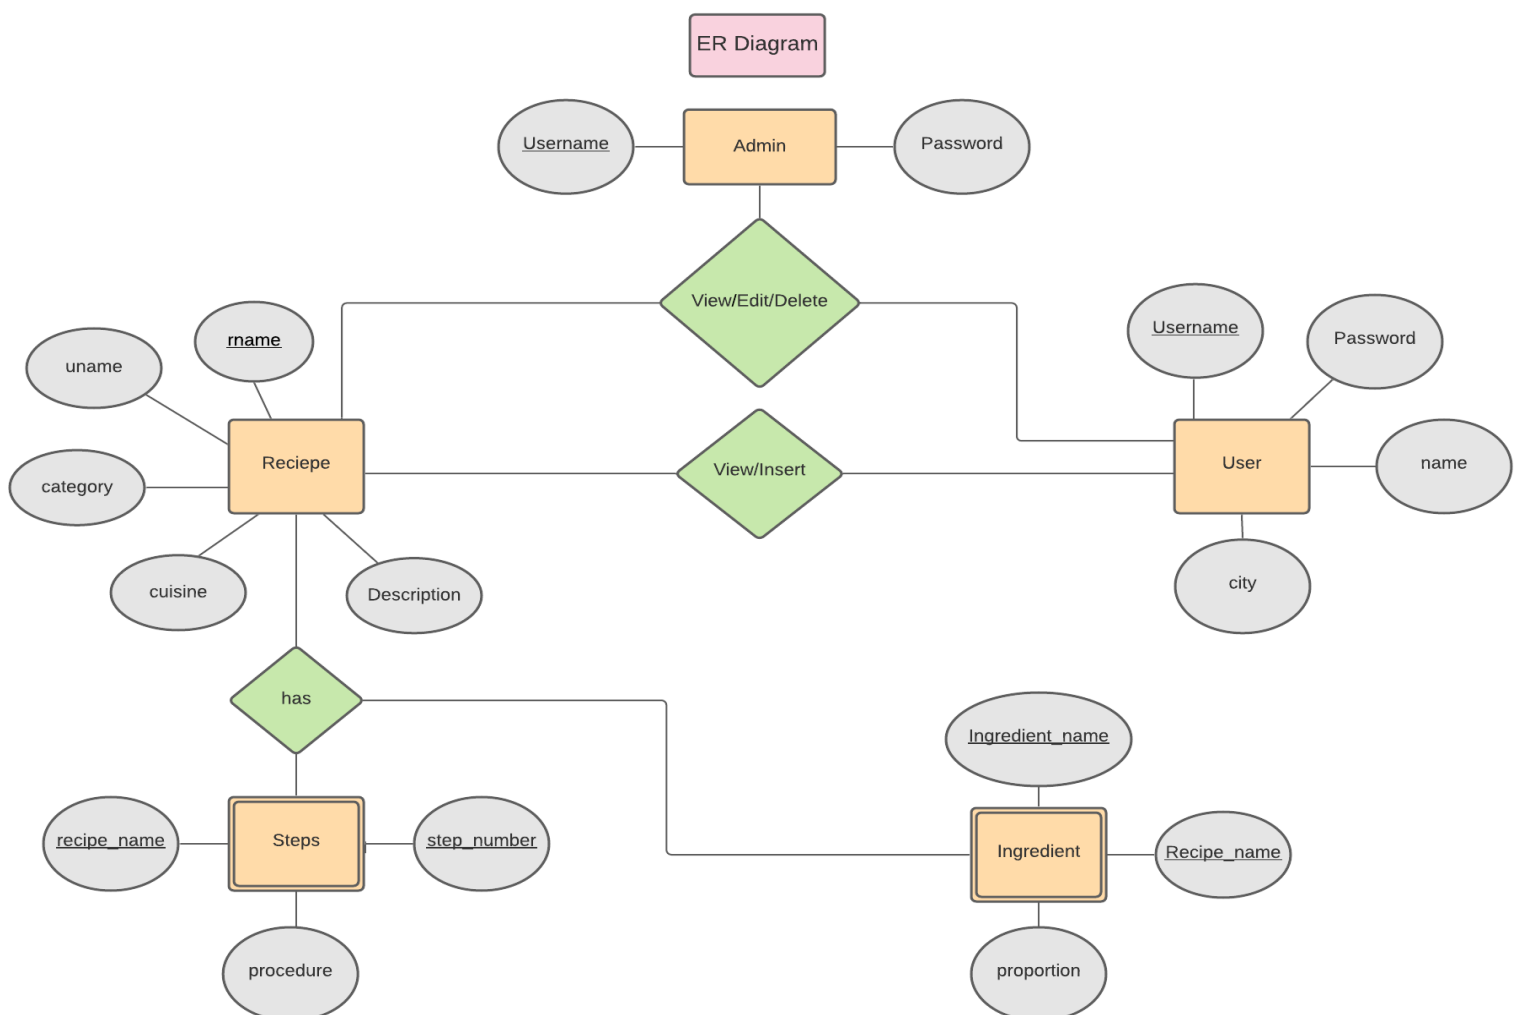 ER Diagram
Username
Admin
Password
View/Edit/Delete
Username
Password
rname
uname
Reciepe
View/Insert
User
name
category
cuisine
Description
city
has
Ingredient_name
recipe_name
Steps
step_number
Ingredient
Recipe_name
procedure
proportion